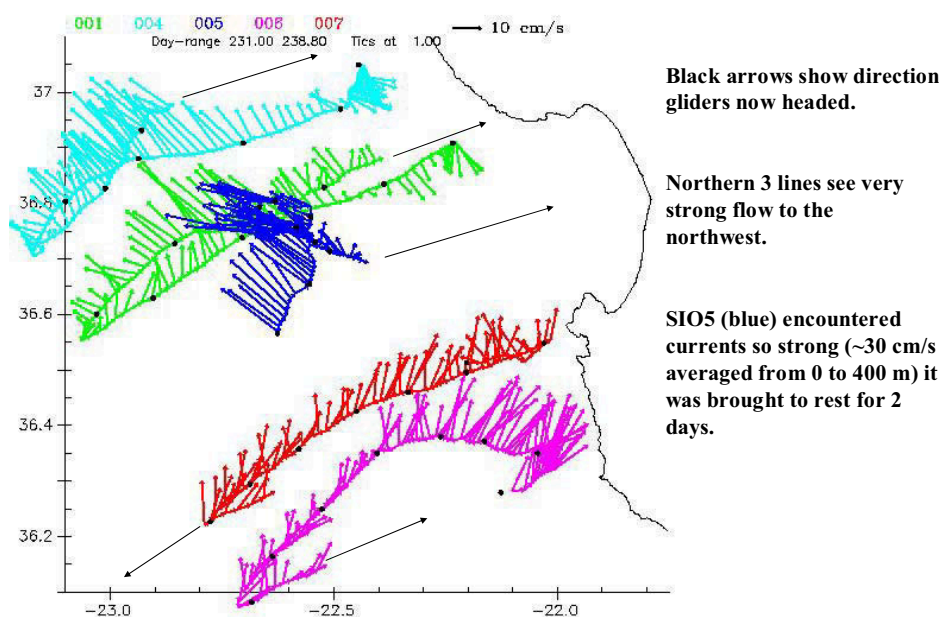 001 004 005 006 007 10 cm/s
Day-range 231.00 238.80 Tics at 1.00
37
36.8
36.6
36.4
36.2
-23.0 -22.5 -22.0
Black arrows show direction
gliders now headed.
Northern 3 lines see very
strong flow to the
northwest.
SIO5 (blue) encountered
currents so strong (~30 cm/s
averaged from 0 to 400 m) it
was brought to rest for 2
days.